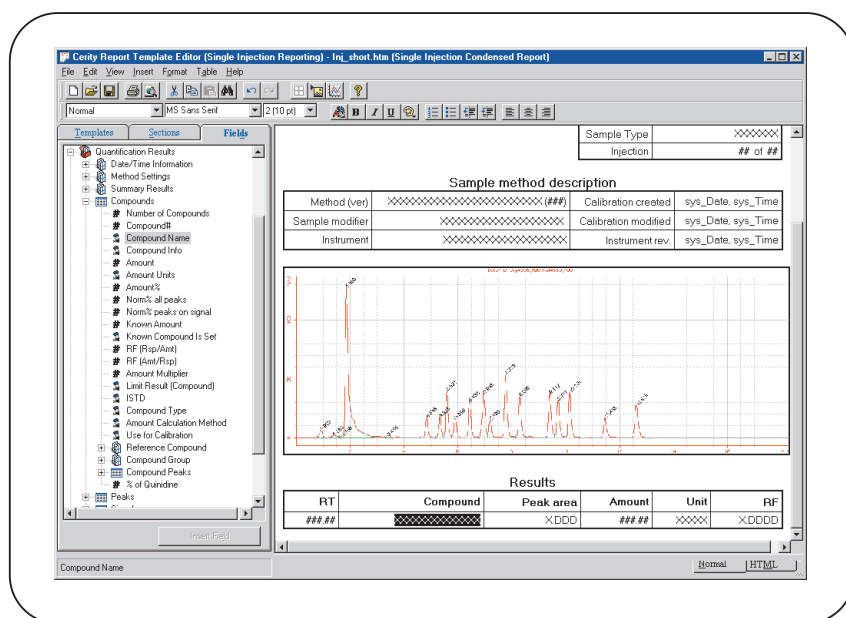 Cerity Report Template Editor (Single Injection Reporting) - Inj_short.htm (Single Injection Condensed Report)
File Edit View Insert Format Table Help
Normal MS Sans Serif 2 (10 pt) B I U
Templates Sections Fields
Quantification Results
Date/Time Information
Method Settings
Summary Results
Compounds
# Number of Compounds
# Compound#
Compound Name
Compound Info
# Amount
Amount Units
# Amount%
# Norm% all peaks
# Norm% peaks on signal
# Known Amount
Known Compound Is Set
# RF (Rsp/Amt)
# RF (Amt/Rsp)
# Amount Multiplier
Limit Result (Compound)
ISTD
Compound Type
Amount Calculation Method
Use for Calibration
Reference Compound
Compound Group
Compound Peaks
# % of Quinidine
Peaks
Insert Field
Sample Type XXXXXXX
Injection ## of ##
Sample method description
Method (ver) XXXXXXXXXXXXXXXXXXXXXXX (###) Calibration created sys_Date, sys_Time
Sample modifier XXXXXXXXXXXXXXXXXX Calibration modified sys_Date, sys_Time
Instrument XXXXXXXXXXXXXXXXXX Instrument rev. sys_Date, sys_Time
Results
RT Compound Peak area Amount Unit RF
###.## XXXXXXXXXXXXX X.DDD ###.## XXXXX X.DDDD
Compound Name Normal HTML